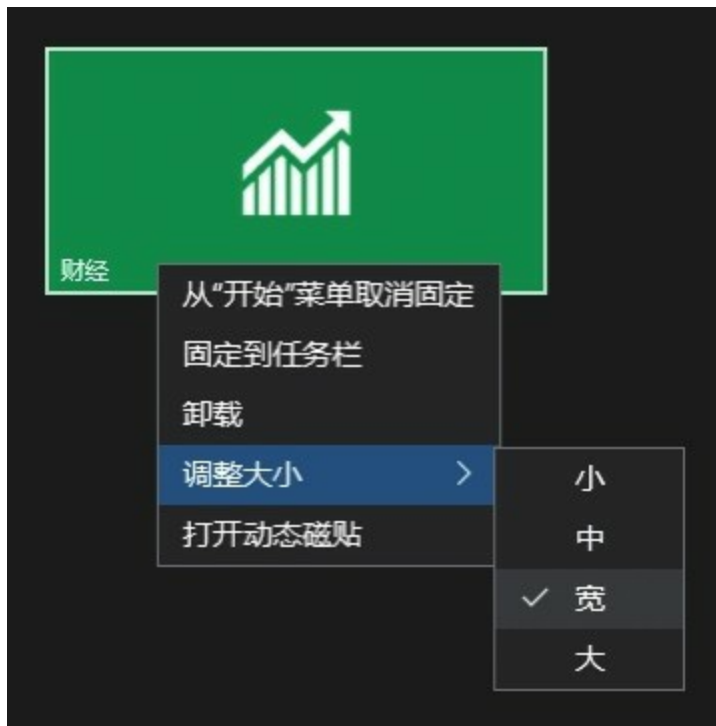 财经
从“开始”菜单取消固定
固定到任务栏
卸载
调整大小
打开动态磁贴
小
中
宽
大